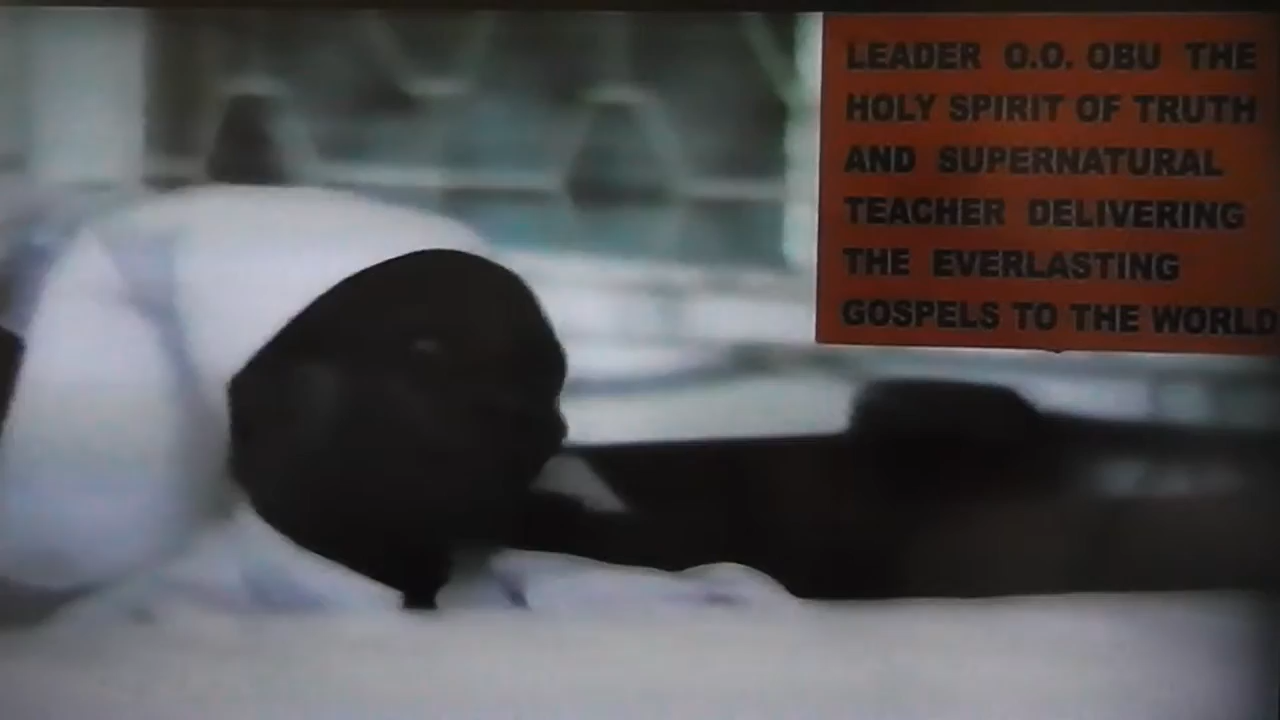 LEADER O.O. OBU THE
HOLY SPIRIT OF TRUTH
AND SUPERNATURAL
TEACHER DELIVERING
THE EVERLASTING
GOSPELS TO THE WORLD